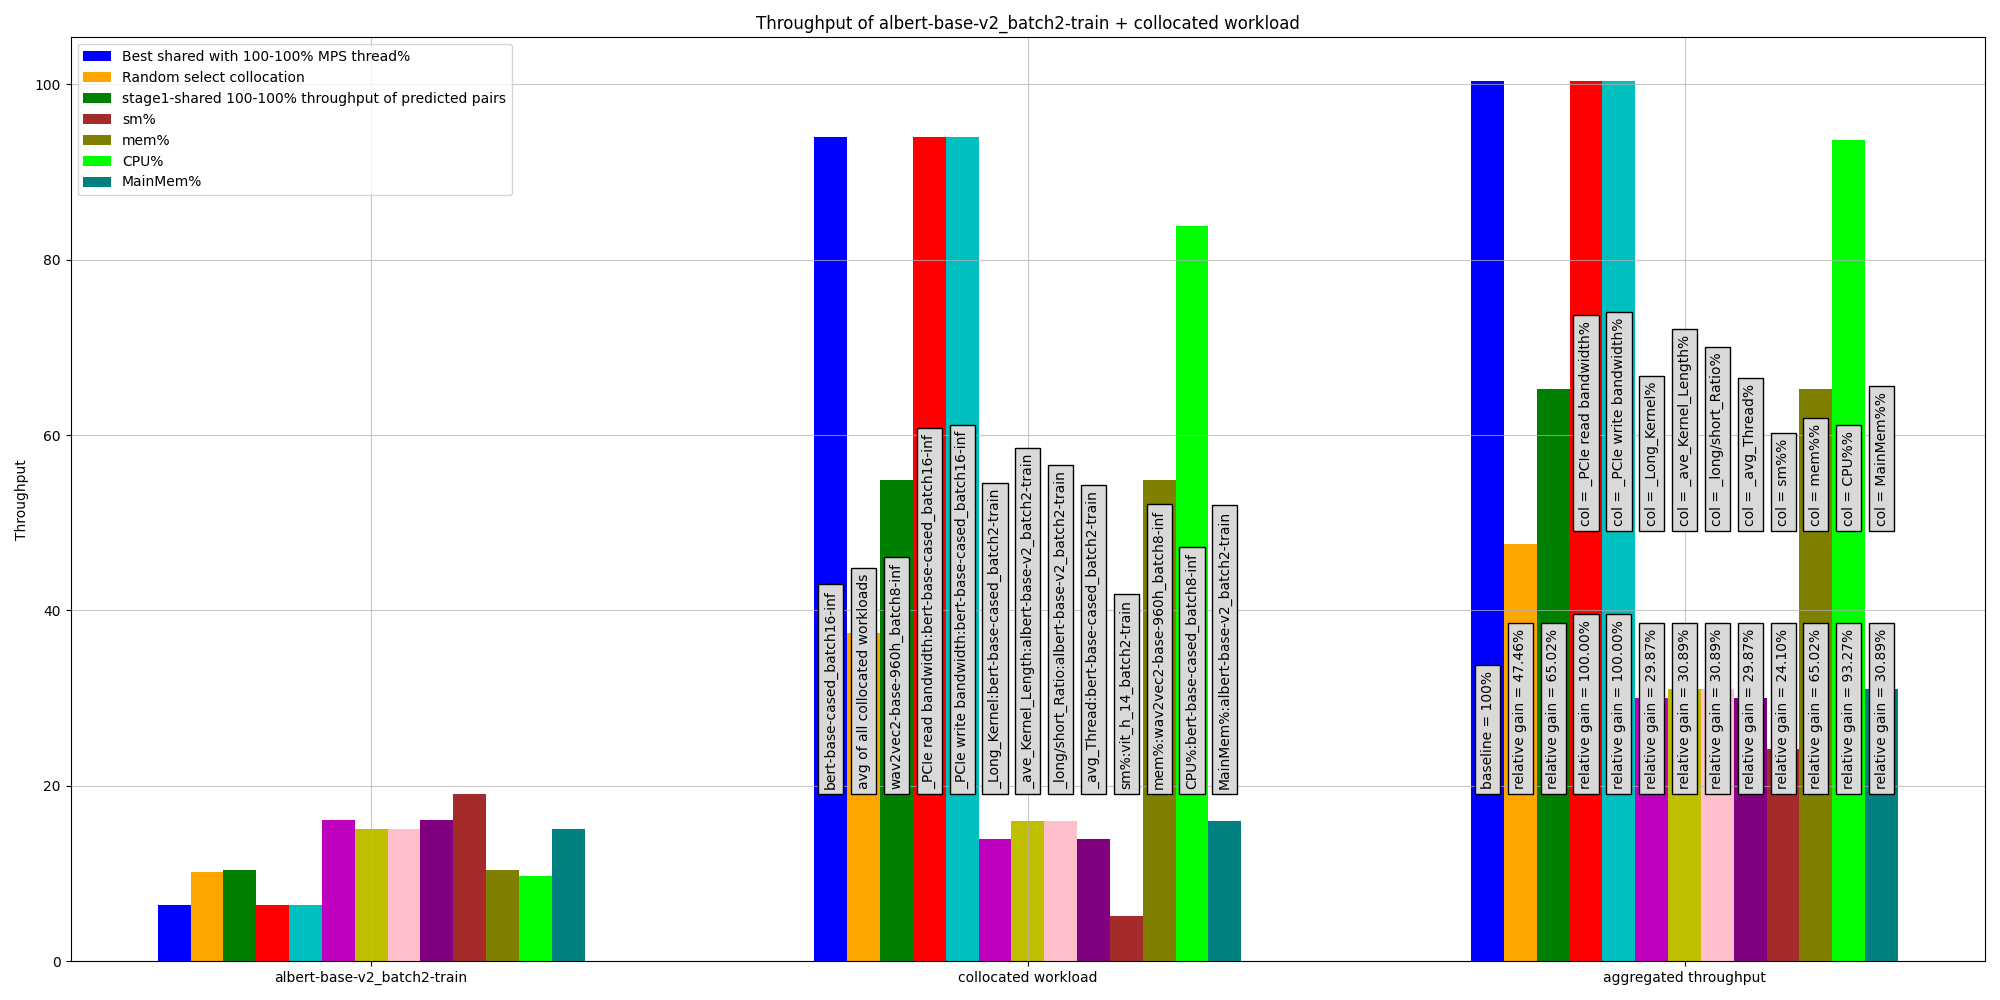 Throughput of albert-base-v2_batch2-train + collocated workload
Best shared with 100-100% MPS thread%
Random select collocation
stage1-shared 100-100% throughput of predicted pairs
sm%
mem%
CPU%
MainMem%
Throughput
100
80
60
40
20
0
bert-base-cased_batch16-inf
avg of all collocated workloads
wav2vec2-base-960h_batch8-inf
_PCIe read bandwidth:bert-base-cased_batch16-inf
_PCIe write bandwidth:bert-base-cased_batch16-inf
_Long_Kernel:bert-base-cased_batch2-train
_ave_Kernel_Length:albert-base-v2_batch2-train
_long/short_Ratio:albert-base-v2_batch2-train
_avg_Thread:bert-base-cased_batch2-train
sm%:vit_h_14_batch2-train
mem%:wav2vec2-base-960h_batch8-inf
CPU%:bert-base-cased_batch8-inf
MainMem%:albert-base-v2_batch2-train
col = _PCIe read bandwidth%
col = _PCIe write bandwidth%
col = _Long_Kernel%
col = _ave_Kernel_Length%
col = _long/short_Ratio%
col = _avg_Thread%
col = sm%%
col = mem%%
col = CPU%%
col = MainMem%%
baseline = 100%
relative gain = 47.46%
relative gain = 65.02%
relative gain = 100.00%
relative gain = 100.00%
relative gain = 29.87%
relative gain = 30.89%
relative gain = 30.89%
relative gain = 29.87%
relative gain = 24.10%
relative gain = 65.02%
relative gain = 93.27%
relative gain = 30.89%
albert-base-v2_batch2-train
collocated workload
aggregated throughput